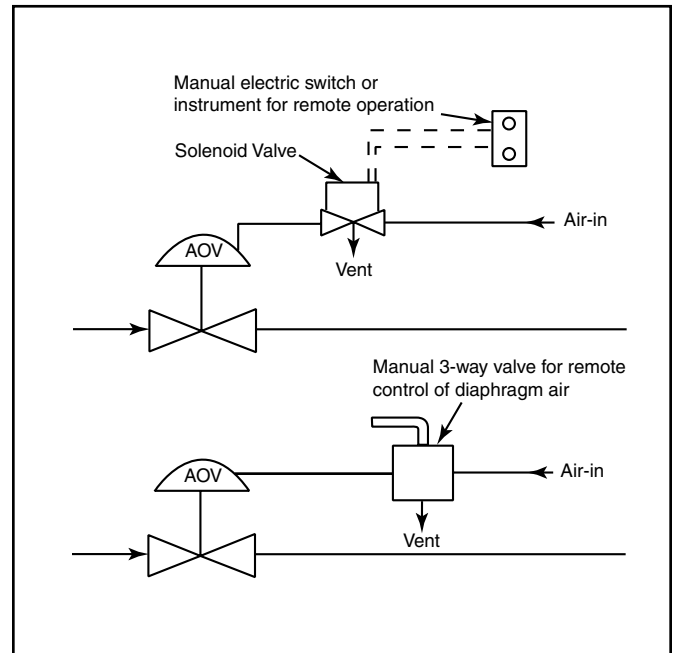 Manual electric switch or
instrument for remote operation
Solenoid Valve
Air-in
AOV
Vent
Manual 3-way valve for remote
control of diaphragm air
AOV
Air-in
Vent